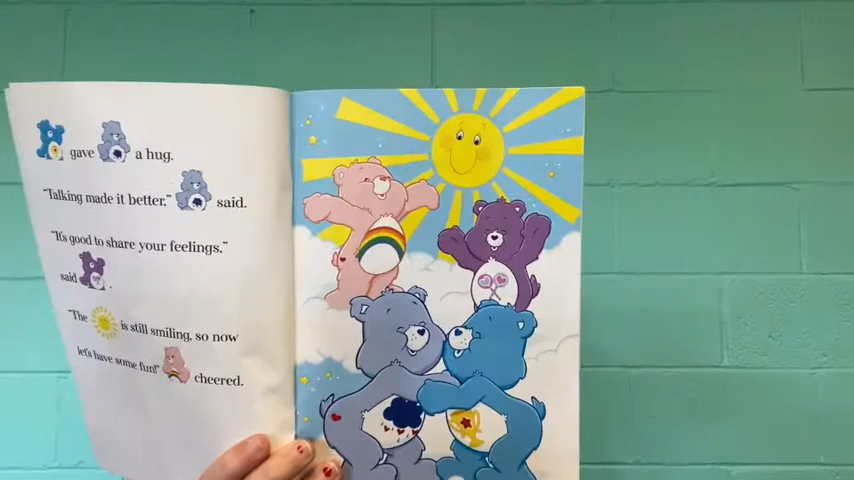 gave a hug.
"Talking made it better," said.
"It's good to share your feelings,"
said .
"The is still smiling, so now
let's have some fun!" cheered.